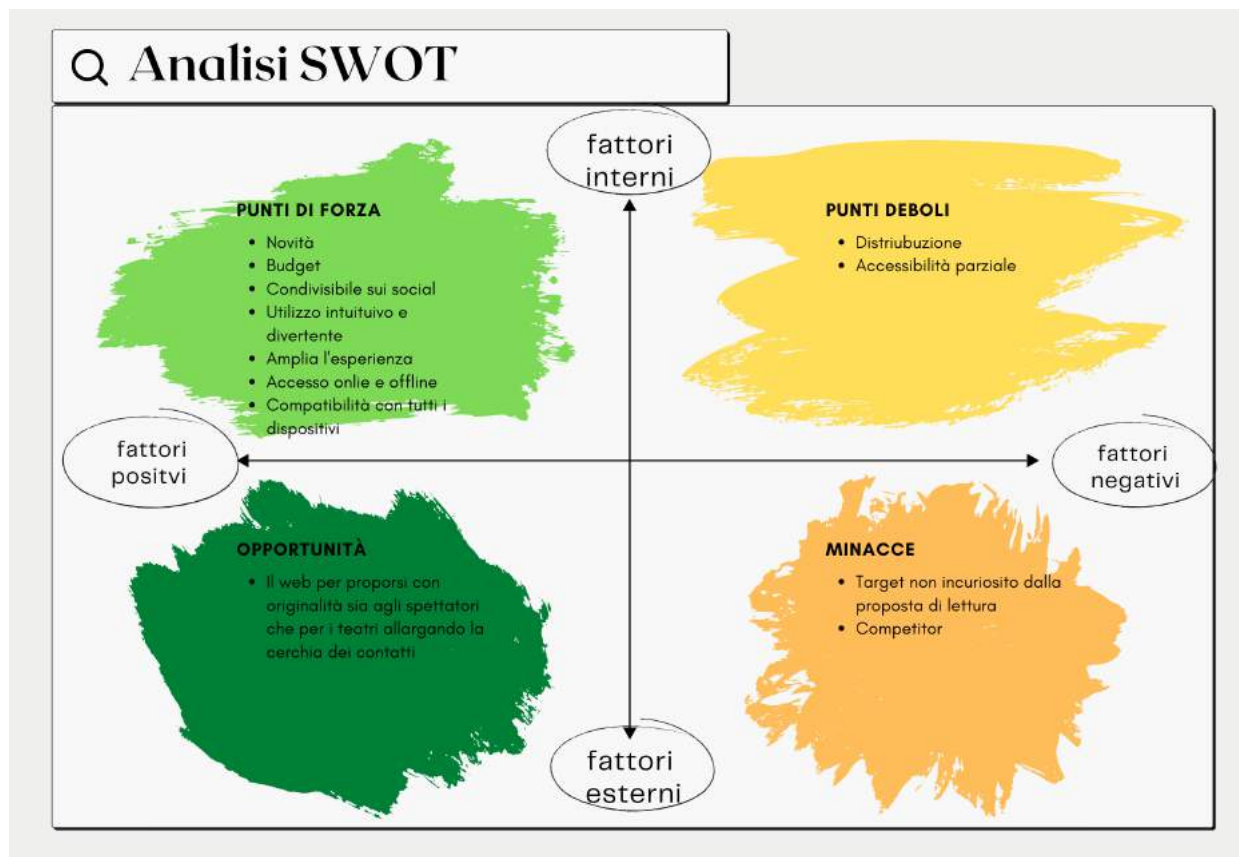 Analisi SWOT
fattori
interni
PUNTI DI FORZA
• Novità
• Budget
• Condivisibile sui social
• Utilizzo intuituivo e
divertente
• Amplia l'esperienza
• Accesso onlie e offline
• Compatibilità con tutti i
dispositivi
PUNTI DEBOLI
• Distriubuzione
• Accessibilità parziale
fattori
positvi
fattori
negativi
OPPORTUNITÀ
• Il web per proporsi con
originalità sia agli spettatori
che per i teatri allargando la
cerchia dei contatti
MINACCE
• Target non incuriosito dalla
proposta di lettura
• Competitor
fattori
esterni